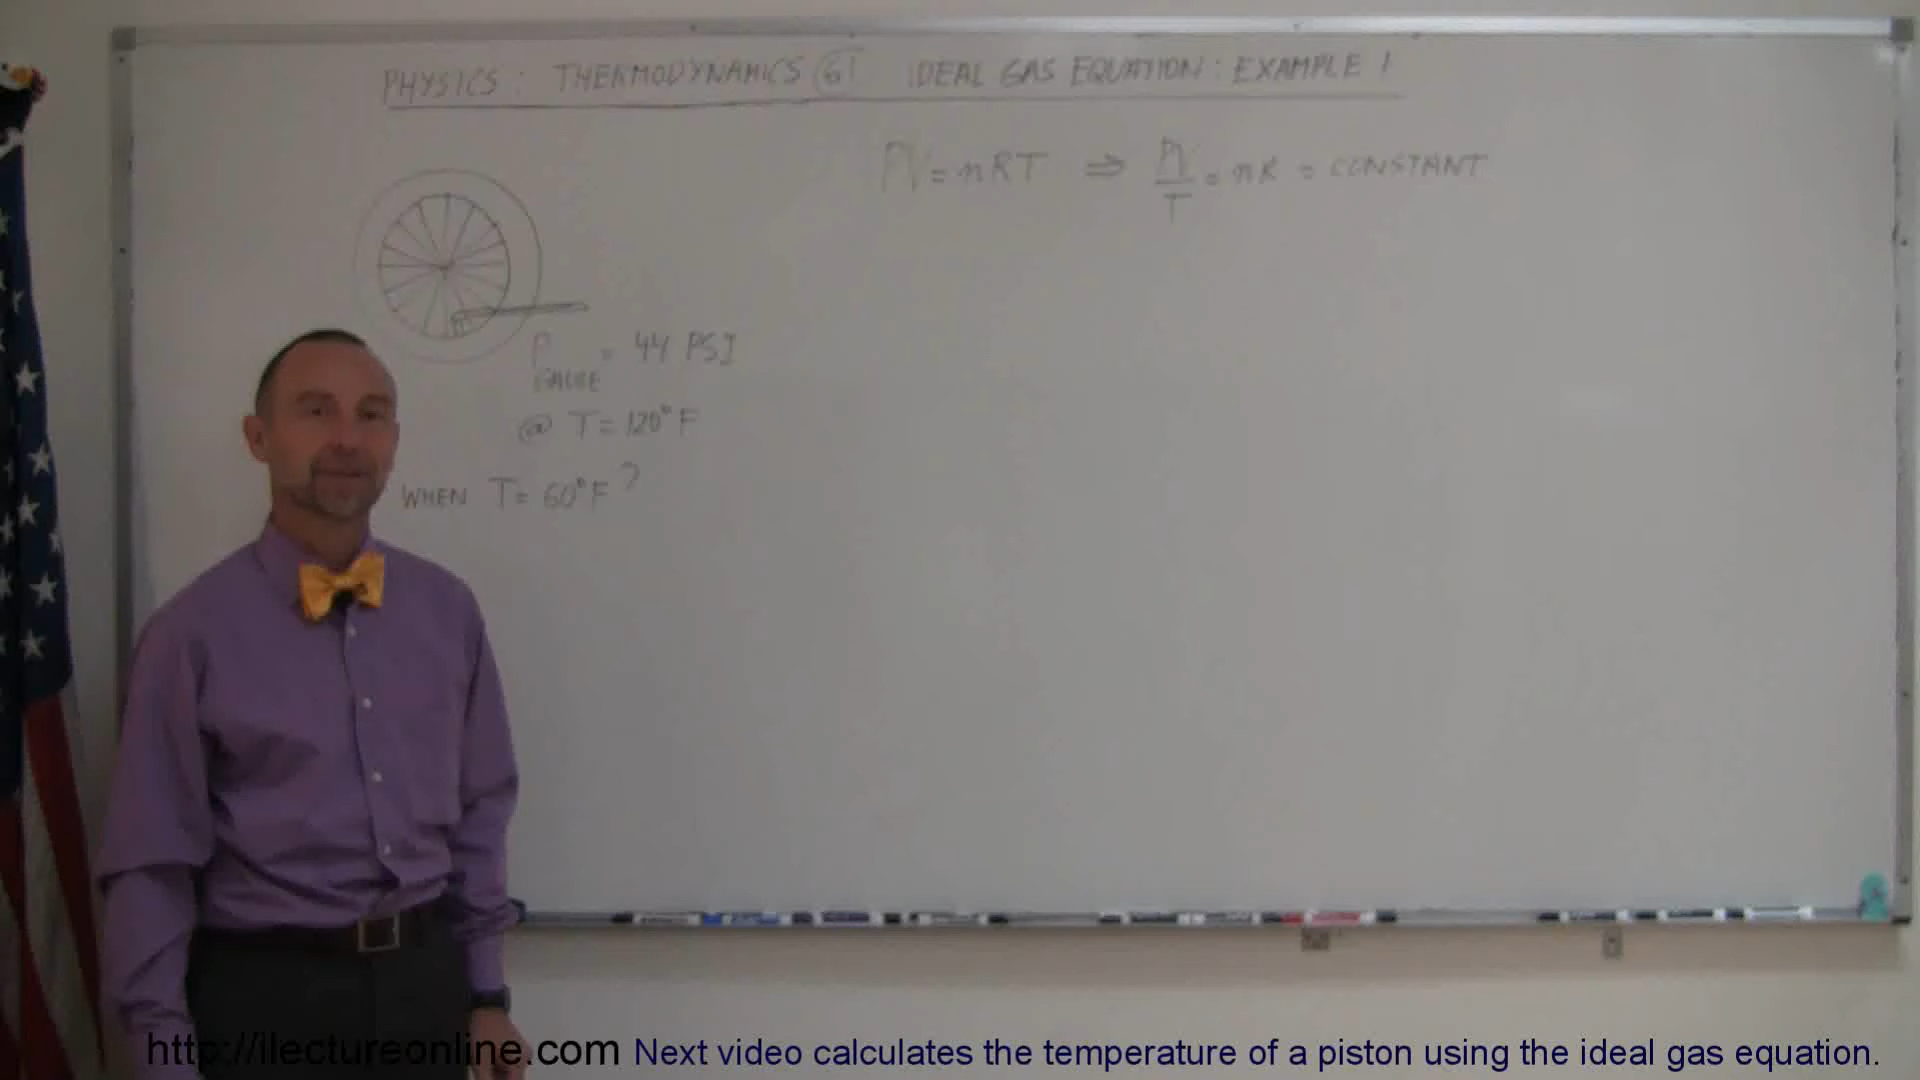 PHYSICS: THERMODYNAMICS 61 IDEAL GAS EQUATION: EXAMPLE 1
PV = nRT ⇒ PV/T = nR = CONSTANT
P GAUGE = 44 PSI
@ T = 120°F
WHEN T = 60°F ?
http://ilectureonline.com Next video calculates the temperature of a piston using the ideal gas equation.